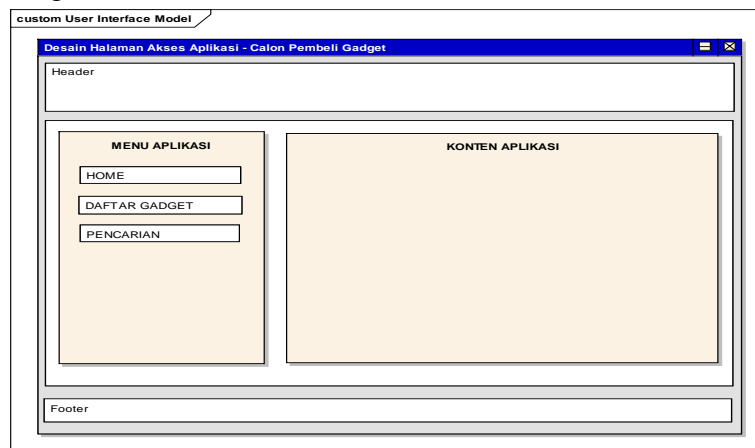 custom User Interface Model
Desain Halaman Akses Aplikasi - Calon Pembeli Gadget
Header
MENU APLIKASI
KONTEN APLIKASI
HOME
DAFTAR GADGET
PENCARIAN
Footer